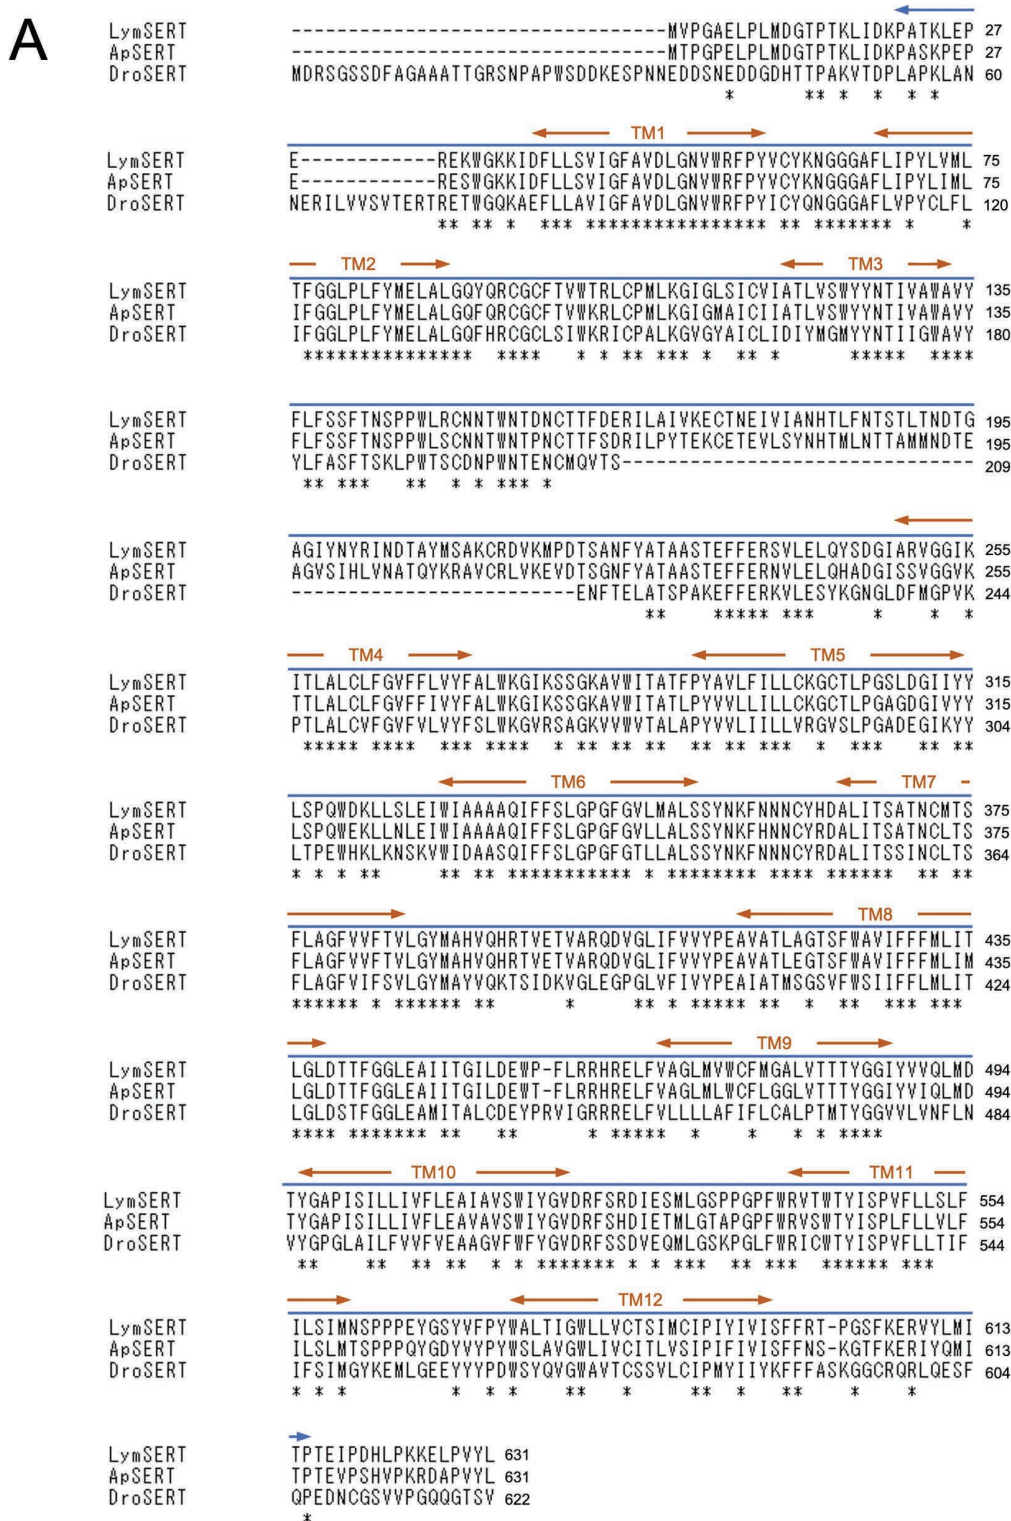 A
LymSERT --------------------------------MVPGAELPLMDGTPTKLIDKPATKLEP 27
ApSERT --------------------------------MTPGPELSKMDGTPTKLIDKPASKPEP 27
DroSERT MDRSGSSDFAGAAATTGRSNPAPWSDDKESPNNEDDSNEDDGDHTTPAKVTDPLAPKLAN 60
* ** * * * *
TM1
LymSERT E------------REKWGKKIDFLLSVIGFAVDLGNVWRFPYVCYKNGGGAFLIPYLVML 75
ApSERT E------------RESWGKKIDFLLSVIGFAVDLGNVWRFPYVCYKNGGGAFLIPYLIML 75
DroSERT NERILVVSVTERTRETWGQKAEFLLAVIGFAVDLGNVWRFPYICYQNGGGAFLVPYCLFL 120
** ** * *** **************** ** ******* * *
TM2 TM3
LymSERT TFGGLPLFYMELALGQYQRCGCFTVWTRLCPMLKGIGLSICVIATLVSWYYNTIVAWAVY 135
ApSERT IFGGLPLFYMELALGQFQRCGCFTVWKRLCPMLKGIGMAICIIATLVSWYYNTIVAWAVY 135
DroSERT IFGGLPLFYMELALGQFHRCGCLSIWKRICPALKGVGYAICLIDIYMGMYYNTIIGWAVY 180
*************** **** * * ** *** * ** * ***** ****
LymSERT FLFSSFTNSPPWLRCNNTWNTDNCTTFDERILAIVKECTNEIVIANHTLFNTSTLTNDTG 195
ApSERT FLFSSFTNSPPWLSCNNTWNTPNCTTFSDRILPYTEKCETEVLSYNHTMLNTTAMMNDTE 195
DroSERT YLFASFTSKLPWTSCDNPWNTENCMQVTS------------------------------- 209
** *** ** * * *** *
LymSERT AGIYNYRINDTAYMSAKCRDVKMPDTSANFYATAASTEFFERSVLELQYSDGIARVGGIK 255
ApSERT AGVSIHLVNATQYKRAVCRLVKEVDTSGNFYATAASTEFFERNVLELQHADGISSVGGVK 255
DroSERT -------------------------ENFTELATSPAKEFFERKVLESYKGNGLDFMGPVK 244
** ***** *** * * *
TM4 TM5
LymSERT ITLALCLFGVFFLVYFALWKGIKSSGKAVWITATFPYAVLFILLCKGCTLPGSLDGIIYY 315
ApSERT TTLALCLFGVFFIVYFALWKGIKSSGKAVWITATLPYVVLLILLCKGCTLPGAGDGIVYY 315
DroSERT PTLALCVFGVFVLVYFSLWKGVRSAGKVVWVTALAPYVVLIILLVRGVSLPGADEGIKYY 304
***** **** *** **** * ** ** ** ** ** *** * *** ** **
TM6 TM7
LymSERT LSPQWDKLLSLEIWIAAAAQIFFSLGPGFGVLMALSSYNKFNNNCYHDALITSATNCMTS 375
ApSERT LSPQWEKLLNLEIWIAAAAQIFFSLGPGFGVLLALSSYNKFHNNCYRDALITSATNCLTS 375
DroSERT LTPEWHKLKNSKVWIDAASQIFFSLGPGFGTLLALSSYNKFNNNCYRDALITSSINCLTS 364
* * * ** ** ** *********** * ******** **** ****** ** **
TM8
LymSERT FLAGFVVFTVLGYMAHVQHRTVETVARQDVGLIFVVYPEAVATLAGTSFWAVIFFFMLIT 435
ApSERT FLAGFVVFTVLGYMAHVQHRTVETVARQDVGLIFVVYPEAVATLEGTSFWAVIFFFMLIM 435
DroSERT FLAGFVIFSVLGYMAYVQKTSIDKVGLEGPGLVFIVYPEAIATMSGSVFWSIIFFLMLIT 424
****** * ****** ** * ** * ***** ** * ** *** ***
TM9
LymSERT LGLDTTFGGLEAIITGILDEWP-FLRRHRELFVAGLMVWCFMGALVTTTYGGIYVVQLMD 494
ApSERT LGLDTTFGGLEAIITGILDEWT-FLRRHRELFVAGLMLWCFLGGLVTTTYGGIYVIQLMD 494
DroSERT LGLDSTFGGLEAMITALCDEYPRVIGRRRELFVLLLLAFIFLCALPTMTYGGVVLVNFLN 484
**** ******* ** ** * ***** * * * * ****
TM10 TM11
LymSERT TYGAPISILLIVFLEAIAVSWIYGVDRFSRDIESMLGSPPGPFWRVTWTYISPVFLLSLF 554
ApSERT TYGAPISILLIVFLEAVAVSWIYGVDRFSHDIETMLGTAPGPFWRVSWTYISPLFLLVLF 554
DroSERT VYGPGLAILFVVFVEAAGVFWFYGVDRFSSDVEQMLGSKPGLFWRICWTYISPVFLLTIF 544
** ** ** ** * * ******* * * *** ** *** ****** ***
TM12
LymSERT ILSIMNSPPPEYGSYVFPYWALTIGWLLVCTSIMCIPIYIVISFFRT-PGSFKERVYLMI 613
ApSERT ILSLMTSPPPQYGDYVYPYWSLAVGWLIVCITLVSIPIFIVISFFNS-KGTFKERIYQMI 613
DroSERT IFSIMGYKEMLGEEYYYPDWSYQVGWAVTCSSVLCIPMYIIYKFFFASKGGCRQRLQESF 604
* * * * * * ** * ** * ** * *
LymSERT TPTEIPDHLPKKELPVYL 631
ApSERT TPTEVPSHVPKRDAPVYL 631
DroSERT QPEDNCGSVVPGQQGTSV 622
*